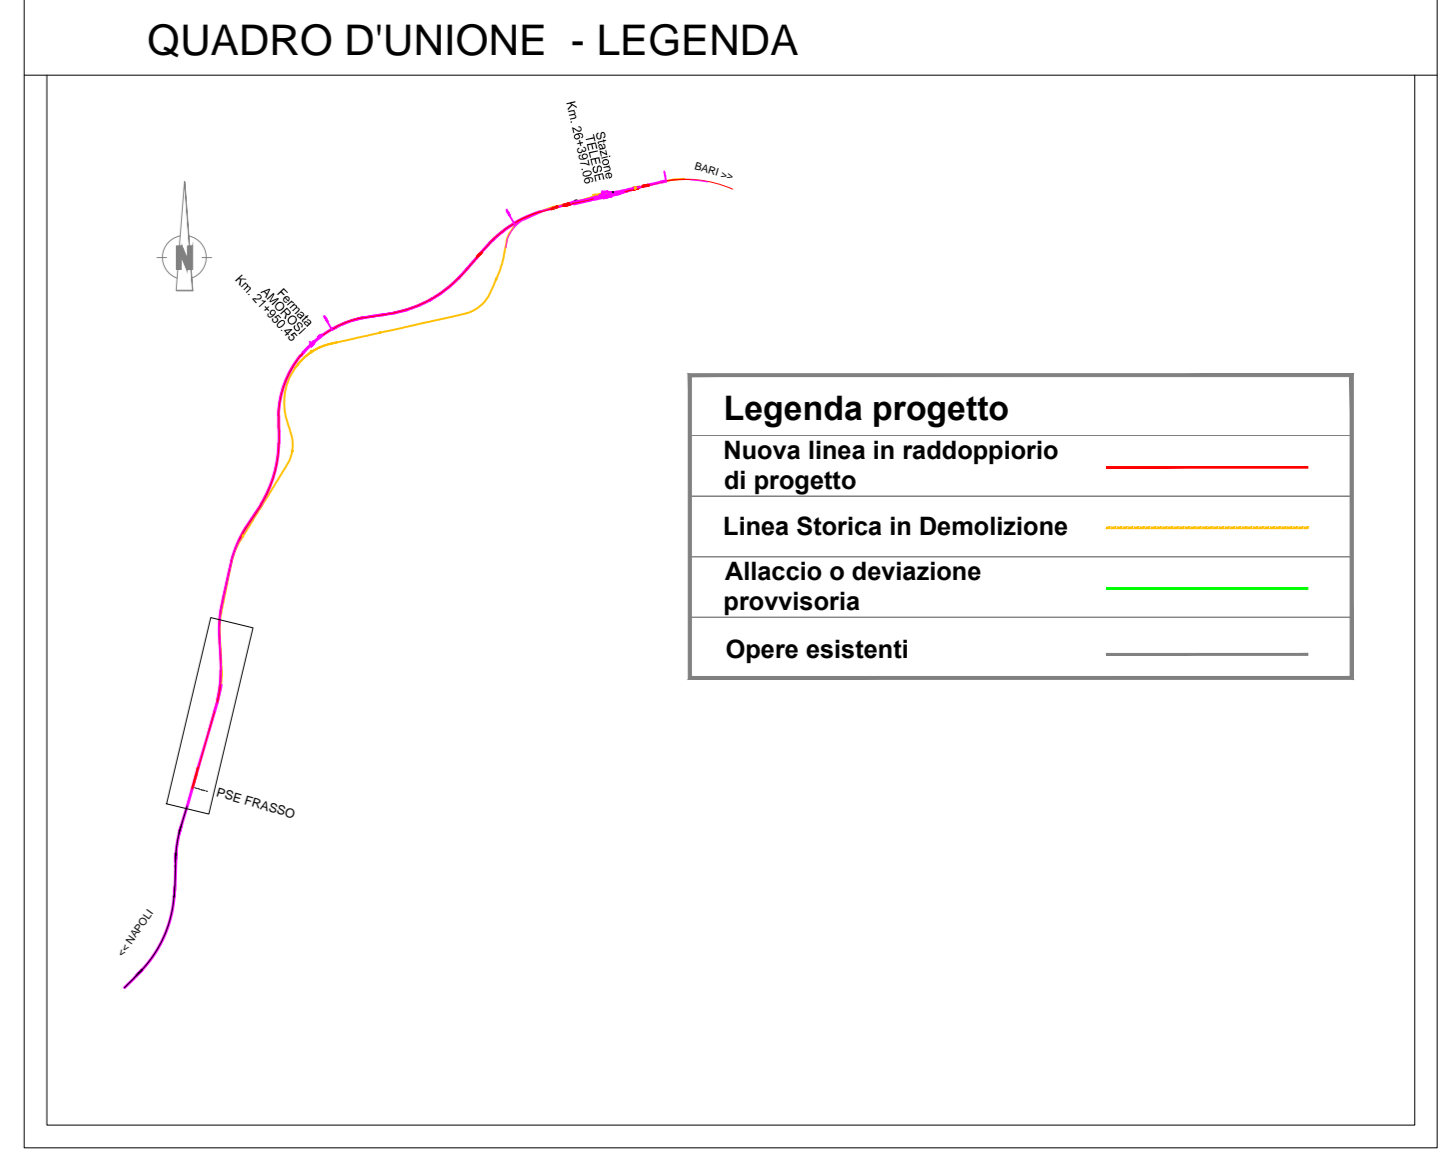 QUADRO D'UNIONE - LEGENDA
Stazione
TELESE
Km. 26+397.06
BARI >>
N
Fermata
AMOROSI
Km. 21+950.45
Legenda progetto
Nuova linea in raddoppiorio
di progetto
Linea Storica in Demolizione
Allaccio o deviazione
provvisoria
Opere esistenti
PSE FRASSO
<< NAPOLI